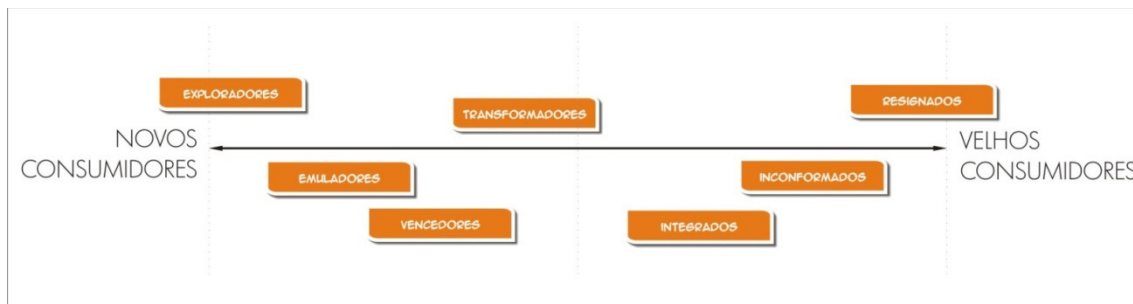 EXPLORADORES
RESIGNADOS
TRANSFORMADORES
NOVOS
CONSUMIDORES
VELHOS
CONSUMIDORES
EMULADORES
INCONFORMADOS
VENCEDORES
INTEGRADOS